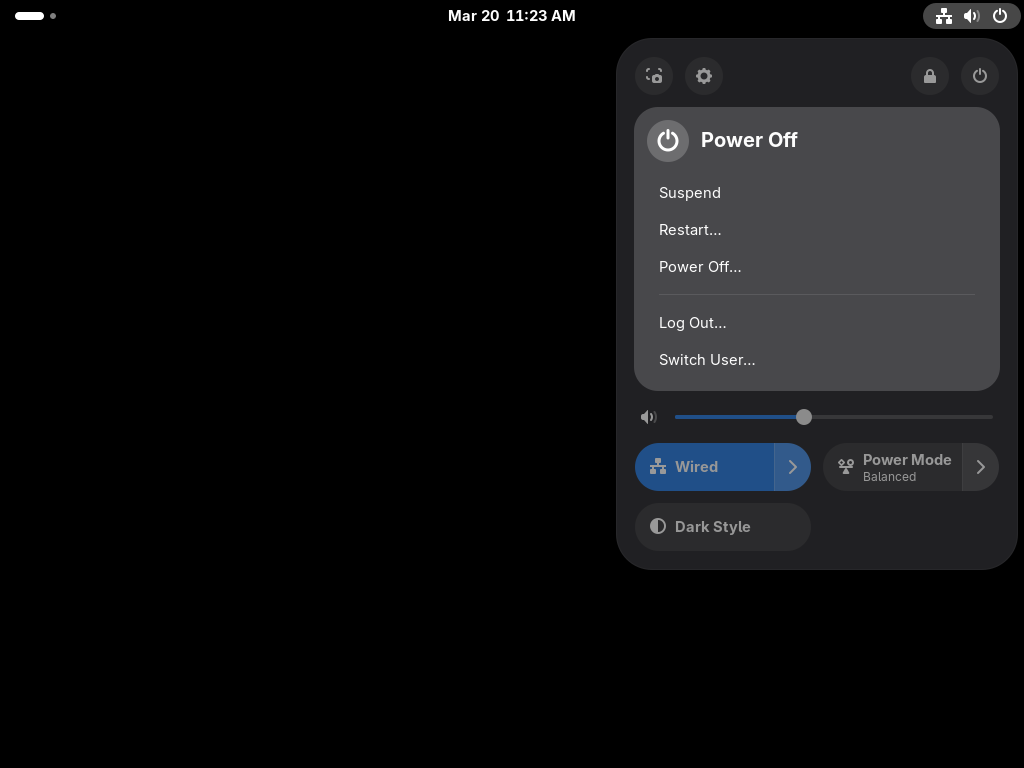 Mar 20 11:23 AM
Power Off
Suspend
Restart…
Power Off…
Log Out…
Switch User…
Wired
Power Mode
Balanced
Dark Style